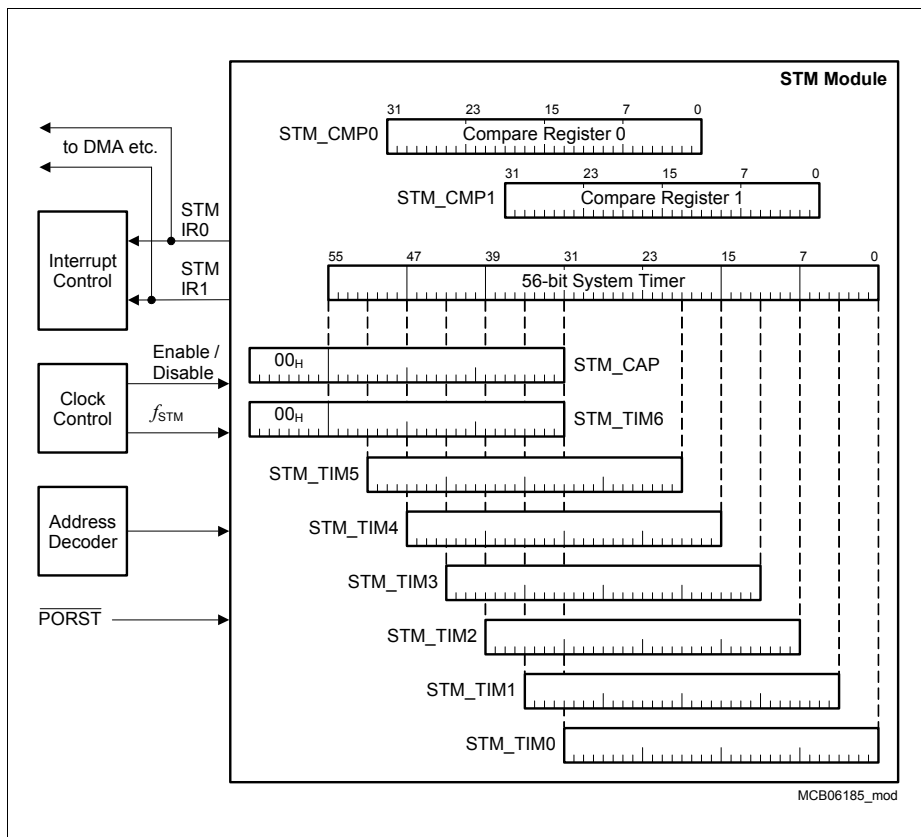 STM Module
31 23 15 7 0
STM_CMP0 Compare Register 0
31 23 15 7 0
STM_CMP1 Compare Register 1
to DMA etc.
STM
IR0
Interrupt
Control
STM
IR1
55 47 39 31 23 15 7 0
56-bit System Timer
Enable /
Disable
Clock
Control
fSTM
00H STM_CAP
00H STM_TIM6
STM_TIM5
Address
Decoder
STM_TIM4
STM_TIM3
PORST
STM_TIM2
STM_TIM1
STM_TIM0
MCB06185_mod